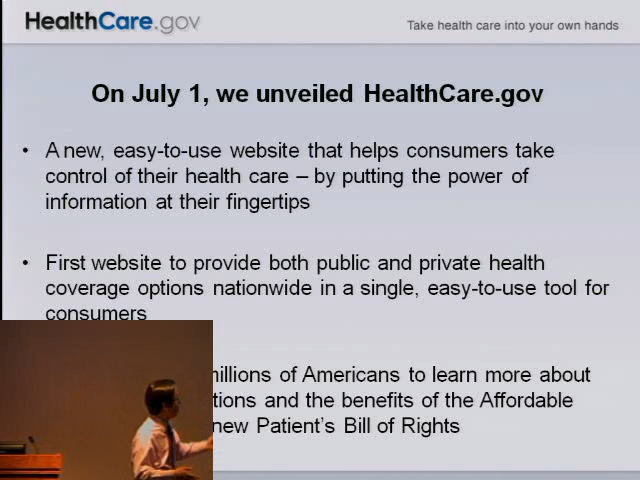 HealthCare.gov
Take health care into your own hands
On July 1, we unveiled HealthCare.gov
• A new, easy-to-use website that helps consumers take
control of their health care – by putting the power of
information at their fingertips
• First website to provide both public and private health
coverage options nationwide in a single, easy-to-use tool for
consumers
of Americans to learn more about
and the benefits of the Affordable
new Patient's Bill of Rights